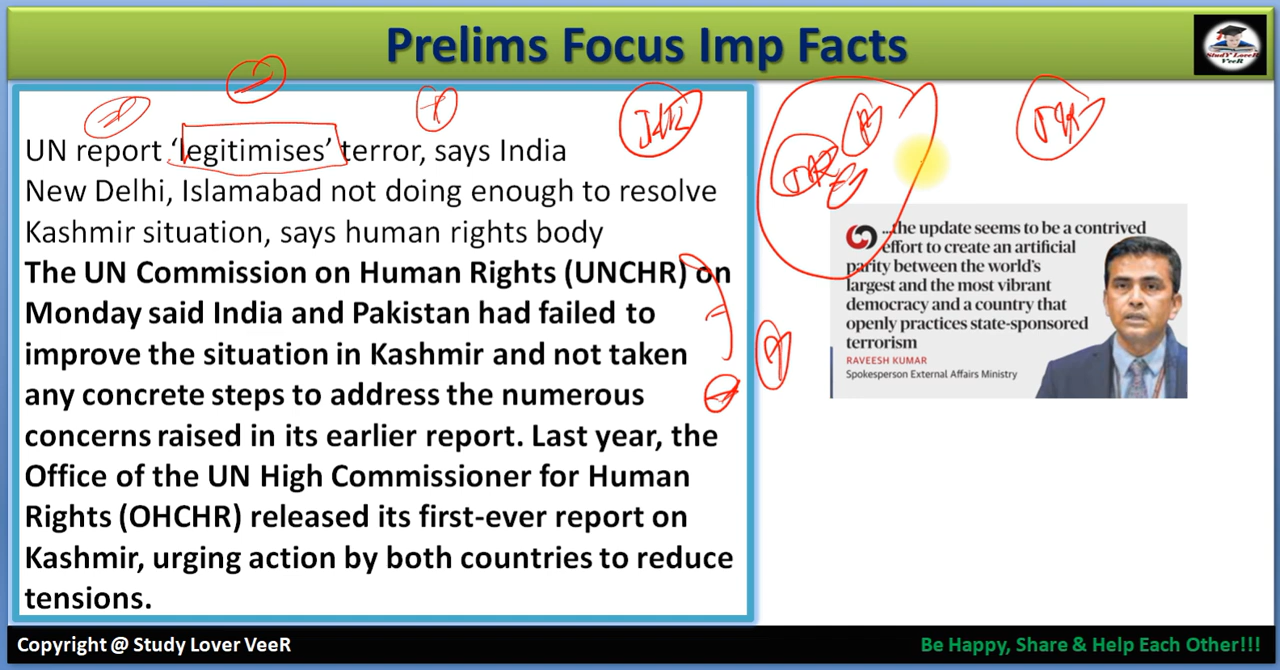 Prelims Focus Imp Facts
StudY LoveR
VeeR
UN report ‘legitimises’ terror, says India
New Delhi, Islamabad not doing enough to resolve
Kashmir situation, says human rights body
The UN Commission on Human Rights (UNCHR) on
Monday said India and Pakistan had failed to
improve the situation in Kashmir and not taken
any concrete steps to address the numerous
concerns raised in its earlier report. Last year, the
Office of the UN High Commissioner for Human
Rights (OHCHR) released its first-ever report on
Kashmir, urging action by both countries to reduce
tensions.
...the update seems to be a contrived
effort to create an artificial
parity between the world’s
largest and the most vibrant
democracy and a country that
openly practices state-sponsored
terrorism
RAVEESH KUMAR
Spokesperson External Affairs Ministry
Copyright @ Study Lover VeeR
Be Happy, Share & Help Each Other!!!